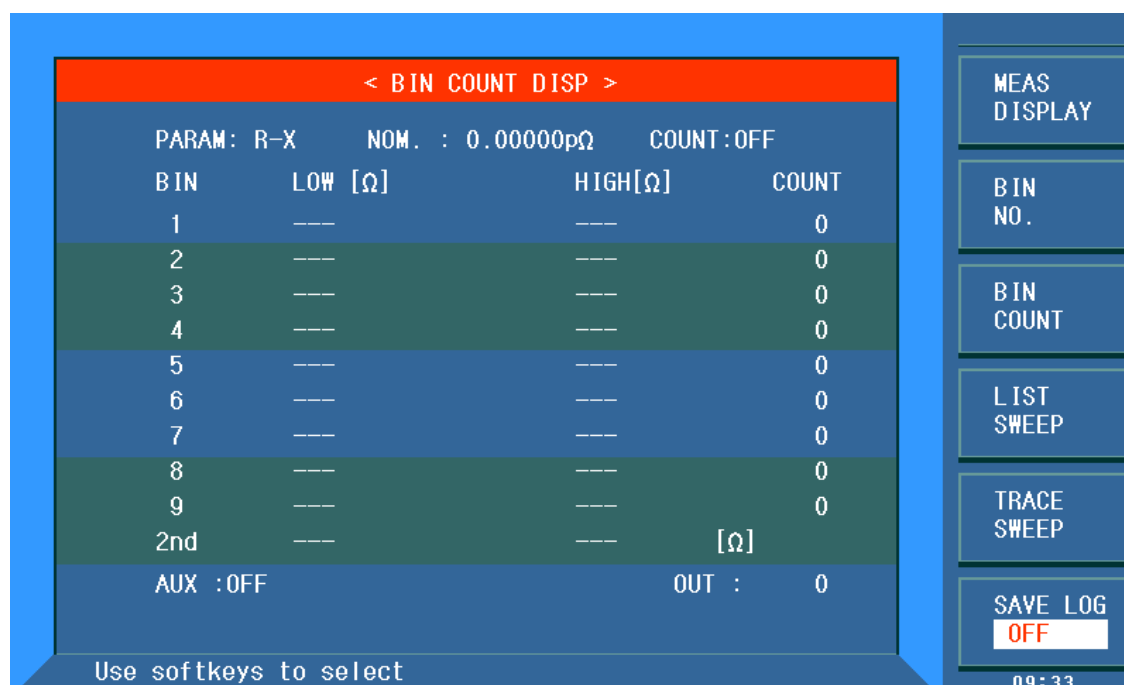 < BIN COUNT DISP >
PARAM: R-X NOM. : 0.00000pΩ COUNT:OFF
BIN LOW [Ω] HIGH[Ω] COUNT
1 --- --- 0
2 --- --- 0
3 --- --- 0
4 --- --- 0
5 --- --- 0
6 --- --- 0
7 --- --- 0
8 --- --- 0
9 --- --- 0
2nd --- --- [Ω]
AUX :OFF OUT : 0
Use softkeys to select
MEAS
DISPLAY
BIN
NO.
BIN
COUNT
LIST
SWEEP
TRACE
SWEEP
SAVE LOG
OFF
09:33